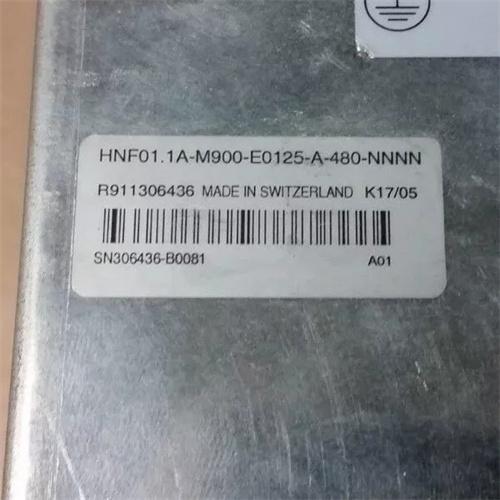 HNF01.1A-M900-E0125-A-480-NNNN
R911306436 MADE IN SWITZERLAND K17/05
SN306436-B0081 A01